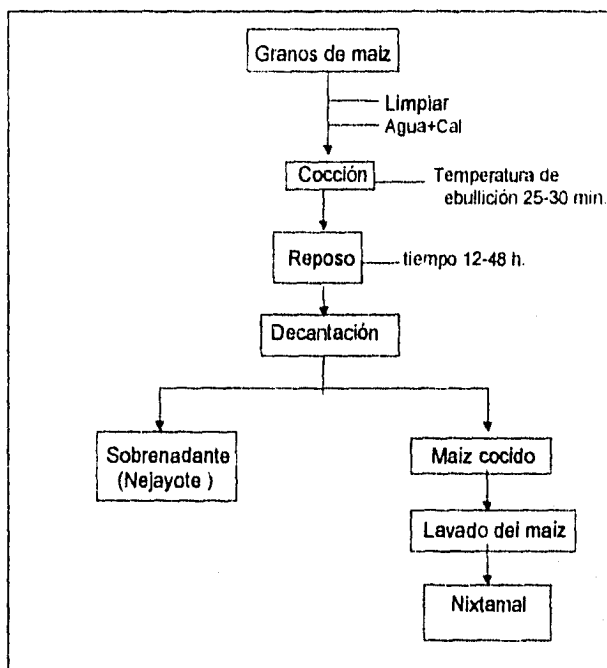 Granos de maiz
Limpiar
Agua+Cal
Cocción
Temperatura de
ebullición 25-30 min.
Reposo
tiempo 12-48 h.
Decantación
Sobrenadante
(Nejayote )
Maiz cocido
Lavado del maiz
Nixtamal